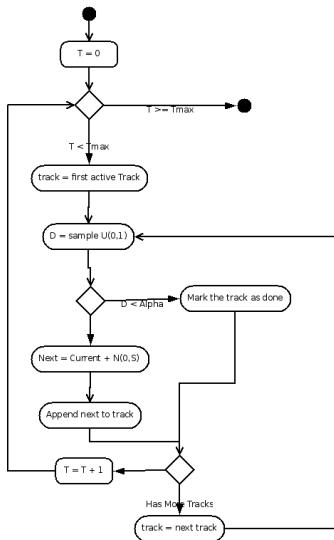 T = 0
T >= Tmax
T < Tmax
track = first active Track
D = sample U(0,1)
D < Alpha
Mark the track as done
Next = Current + N(0,S)
Append next to track
T = T + 1
Has More Tracks
track = next track